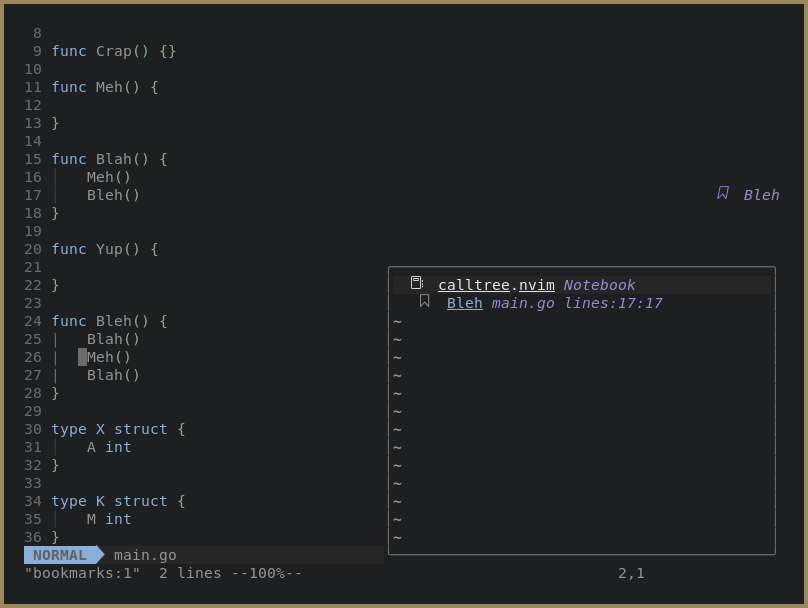 8
9 func Crap() {}
10
11 func Meh() {
12
13 }
14
15 func Blah() {
16 │   Meh()
17 │   Bleh() Bleh
18 }
19
20 func Yup() {
21
22 }
23
24 func Bleh() {
25 |   Blah()
26 |   Meh()
27 |   Blah()
28 }
29
30 type X struct {
31 │   A int
32 }
33
34 type K struct {
35 │   M int
36 }
calltree.nvim Notebook
Bleh main.go lines:17:17
~
~
~
~
~
~
~
~
~
~
~
~
~
NORMAL main.go
"bookmarks:1"  2 lines --100%-- 2,1